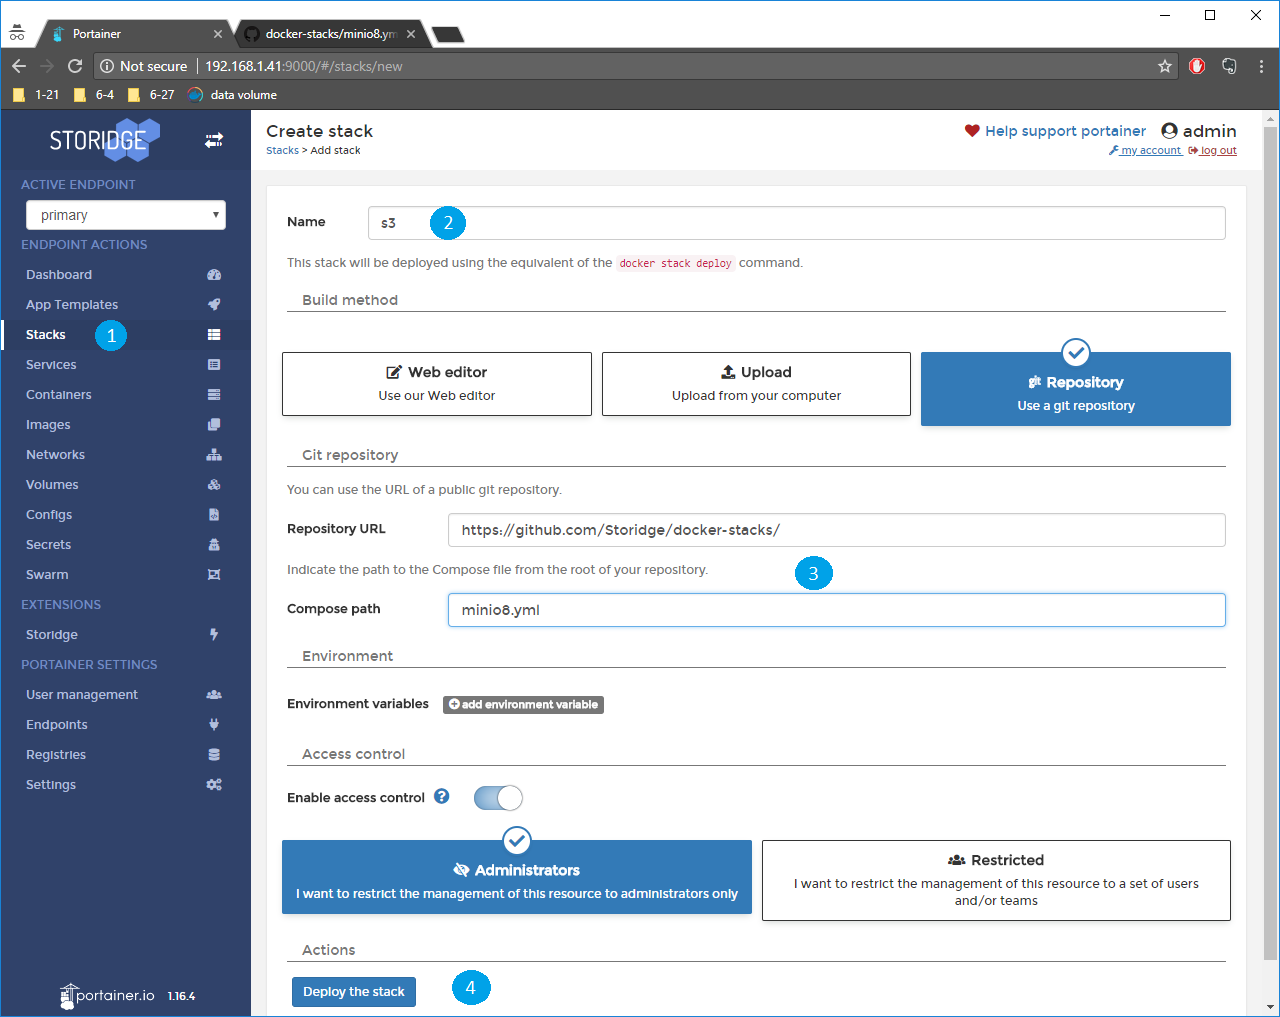 Portainer
docker-stacks/minio8.ym
Not secure
192.168.1.41:9000/#/stacks/new
1-21
6-4
6-27
data volume
STORIDGE
ACTIVE ENDPOINT
primary
ENDPOINT ACTIONS
Dashboard
App Templates
Stacks
1
Services
Containers
Images
Networks
Volumes
Configs
Secrets
Swarm
EXTENSIONS
Storidge
PORTAINER SETTINGS
User management
Endpoints
Registries
Settings
portainer.io 1.16.4
Create stack
Stacks > Add stack
Help support portainer
admin
my account
log out
Name
s3
2
This stack will be deployed using the equivalent of the docker stack deploy command.
Build method
Web editor
Use our Web editor
Upload
Upload from your computer
git Repository
Use a git repository
Git repository
You can use the URL of a public git repository.
Repository URL
https://github.com/Storidge/docker-stacks/
Indicate the path to the Compose file from the root of your repository.
3
Compose path
minio8.yml
Environment
Environment variables
add environment variable
Access control
Enable access control
?
Administrators
I want to restrict the management of this resource to administrators only
Restricted
I want to restrict the management of this resource to a set of users
and/or teams
Actions
Deploy the stack
4